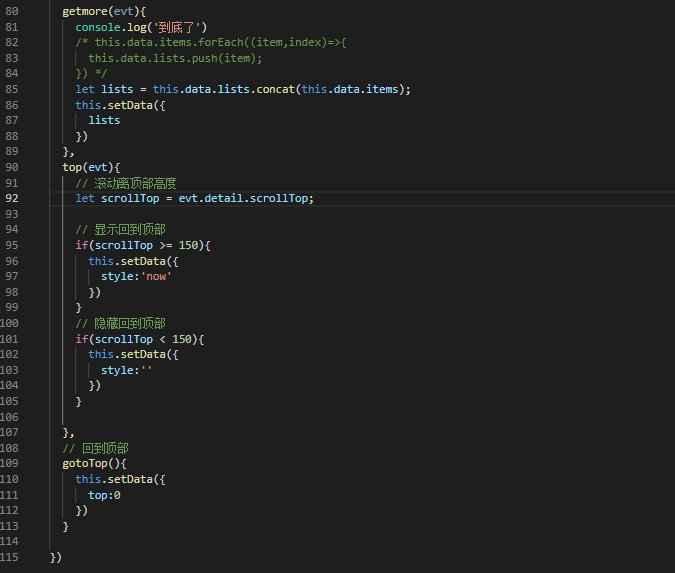 80 getmore(evt){
81 console.log('到底了')
82 /* this.data.items.forEach((item,index)=>{
83 this.data.lists.push(item);
84 }) */
85 let lists = this.data.lists.concat(this.data.items);
86 this.setData({
87 lists
88 })
89 },
90 top(evt){
91 // 滚动离顶部高度
92 let scrollTop = evt.detail.scrollTop;
93
94 // 显示回到顶部
95 if(scrollTop >= 150){
96 this.setData({
97 style:'now'
98 })
99 }
100 // 隐藏回到顶部
101 if(scrollTop < 150){
102 this.setData({
103 style:''
104 })
105 }
106
107 },
108 // 回到顶部
109 gotoTop(){
110 this.setData({
111 top:0
112 })
113 }
114
115 })